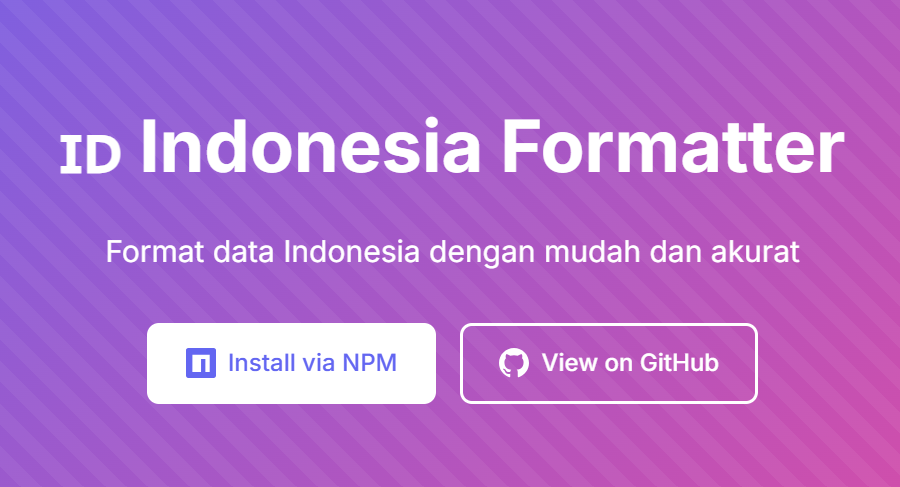 ID Indonesia Formatter
Format data Indonesia dengan mudah dan akurat
Install via NPM
View on GitHub